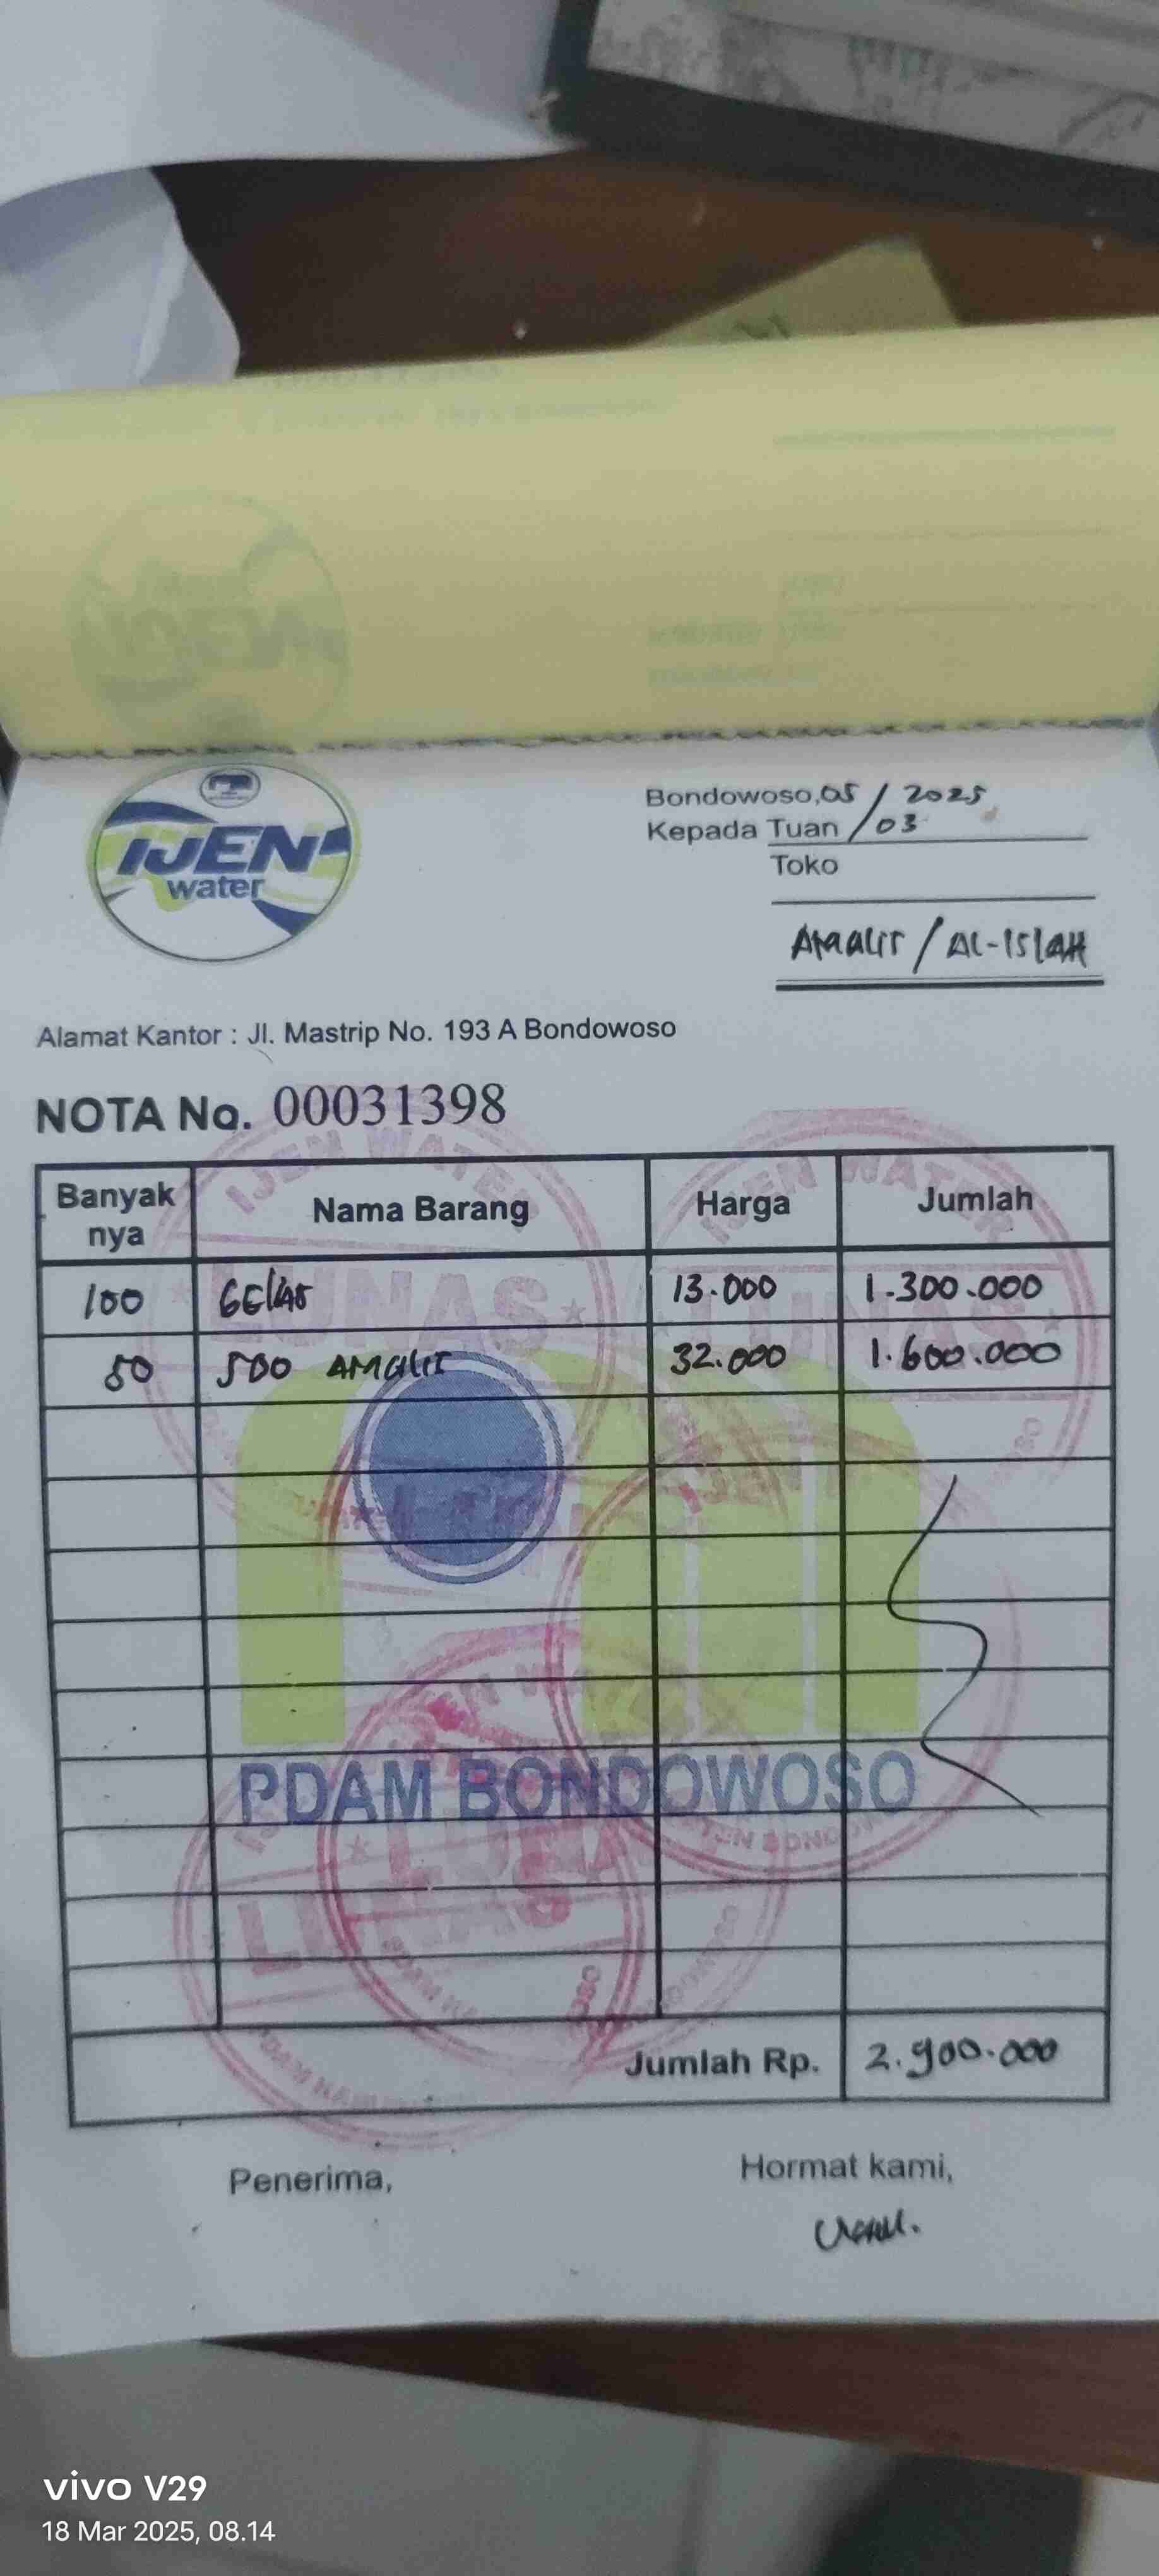 IJEN
water
Bondowoso, 05 / 03 2025
Kepada Tuan
Toko
AMALIT / AL-ISLAH
Alamat Kantor : Jl. Mastrip No. 193 A Bondowoso
NOTA No. 00031398
Banyak nya Nama Barang Harga Jumlah
100 GELAS 13.000 1.300.000
50 500 AMALIT 32.000 1.600.000
IJEN WATER
LUNAS
IJEN WATER
LUNAS
PDAM BONDOWOSO
LUNAS
LUNAS
Jumlah Rp. 2.900.000
Penerima,
Hormat kami,
vivo V29
18 Mar 2025, 08.14